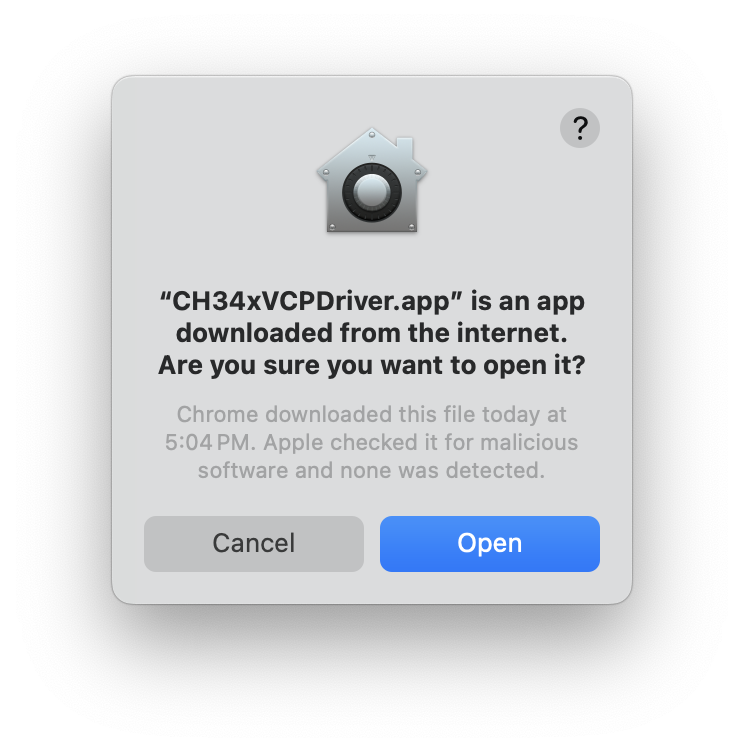 ?
“CH34xVCPDriver.app” is an app
downloaded from the internet.
Are you sure you want to open it?
Chrome downloaded this file today at
5:04 PM. Apple checked it for malicious
software and none was detected.
Cancel
Open